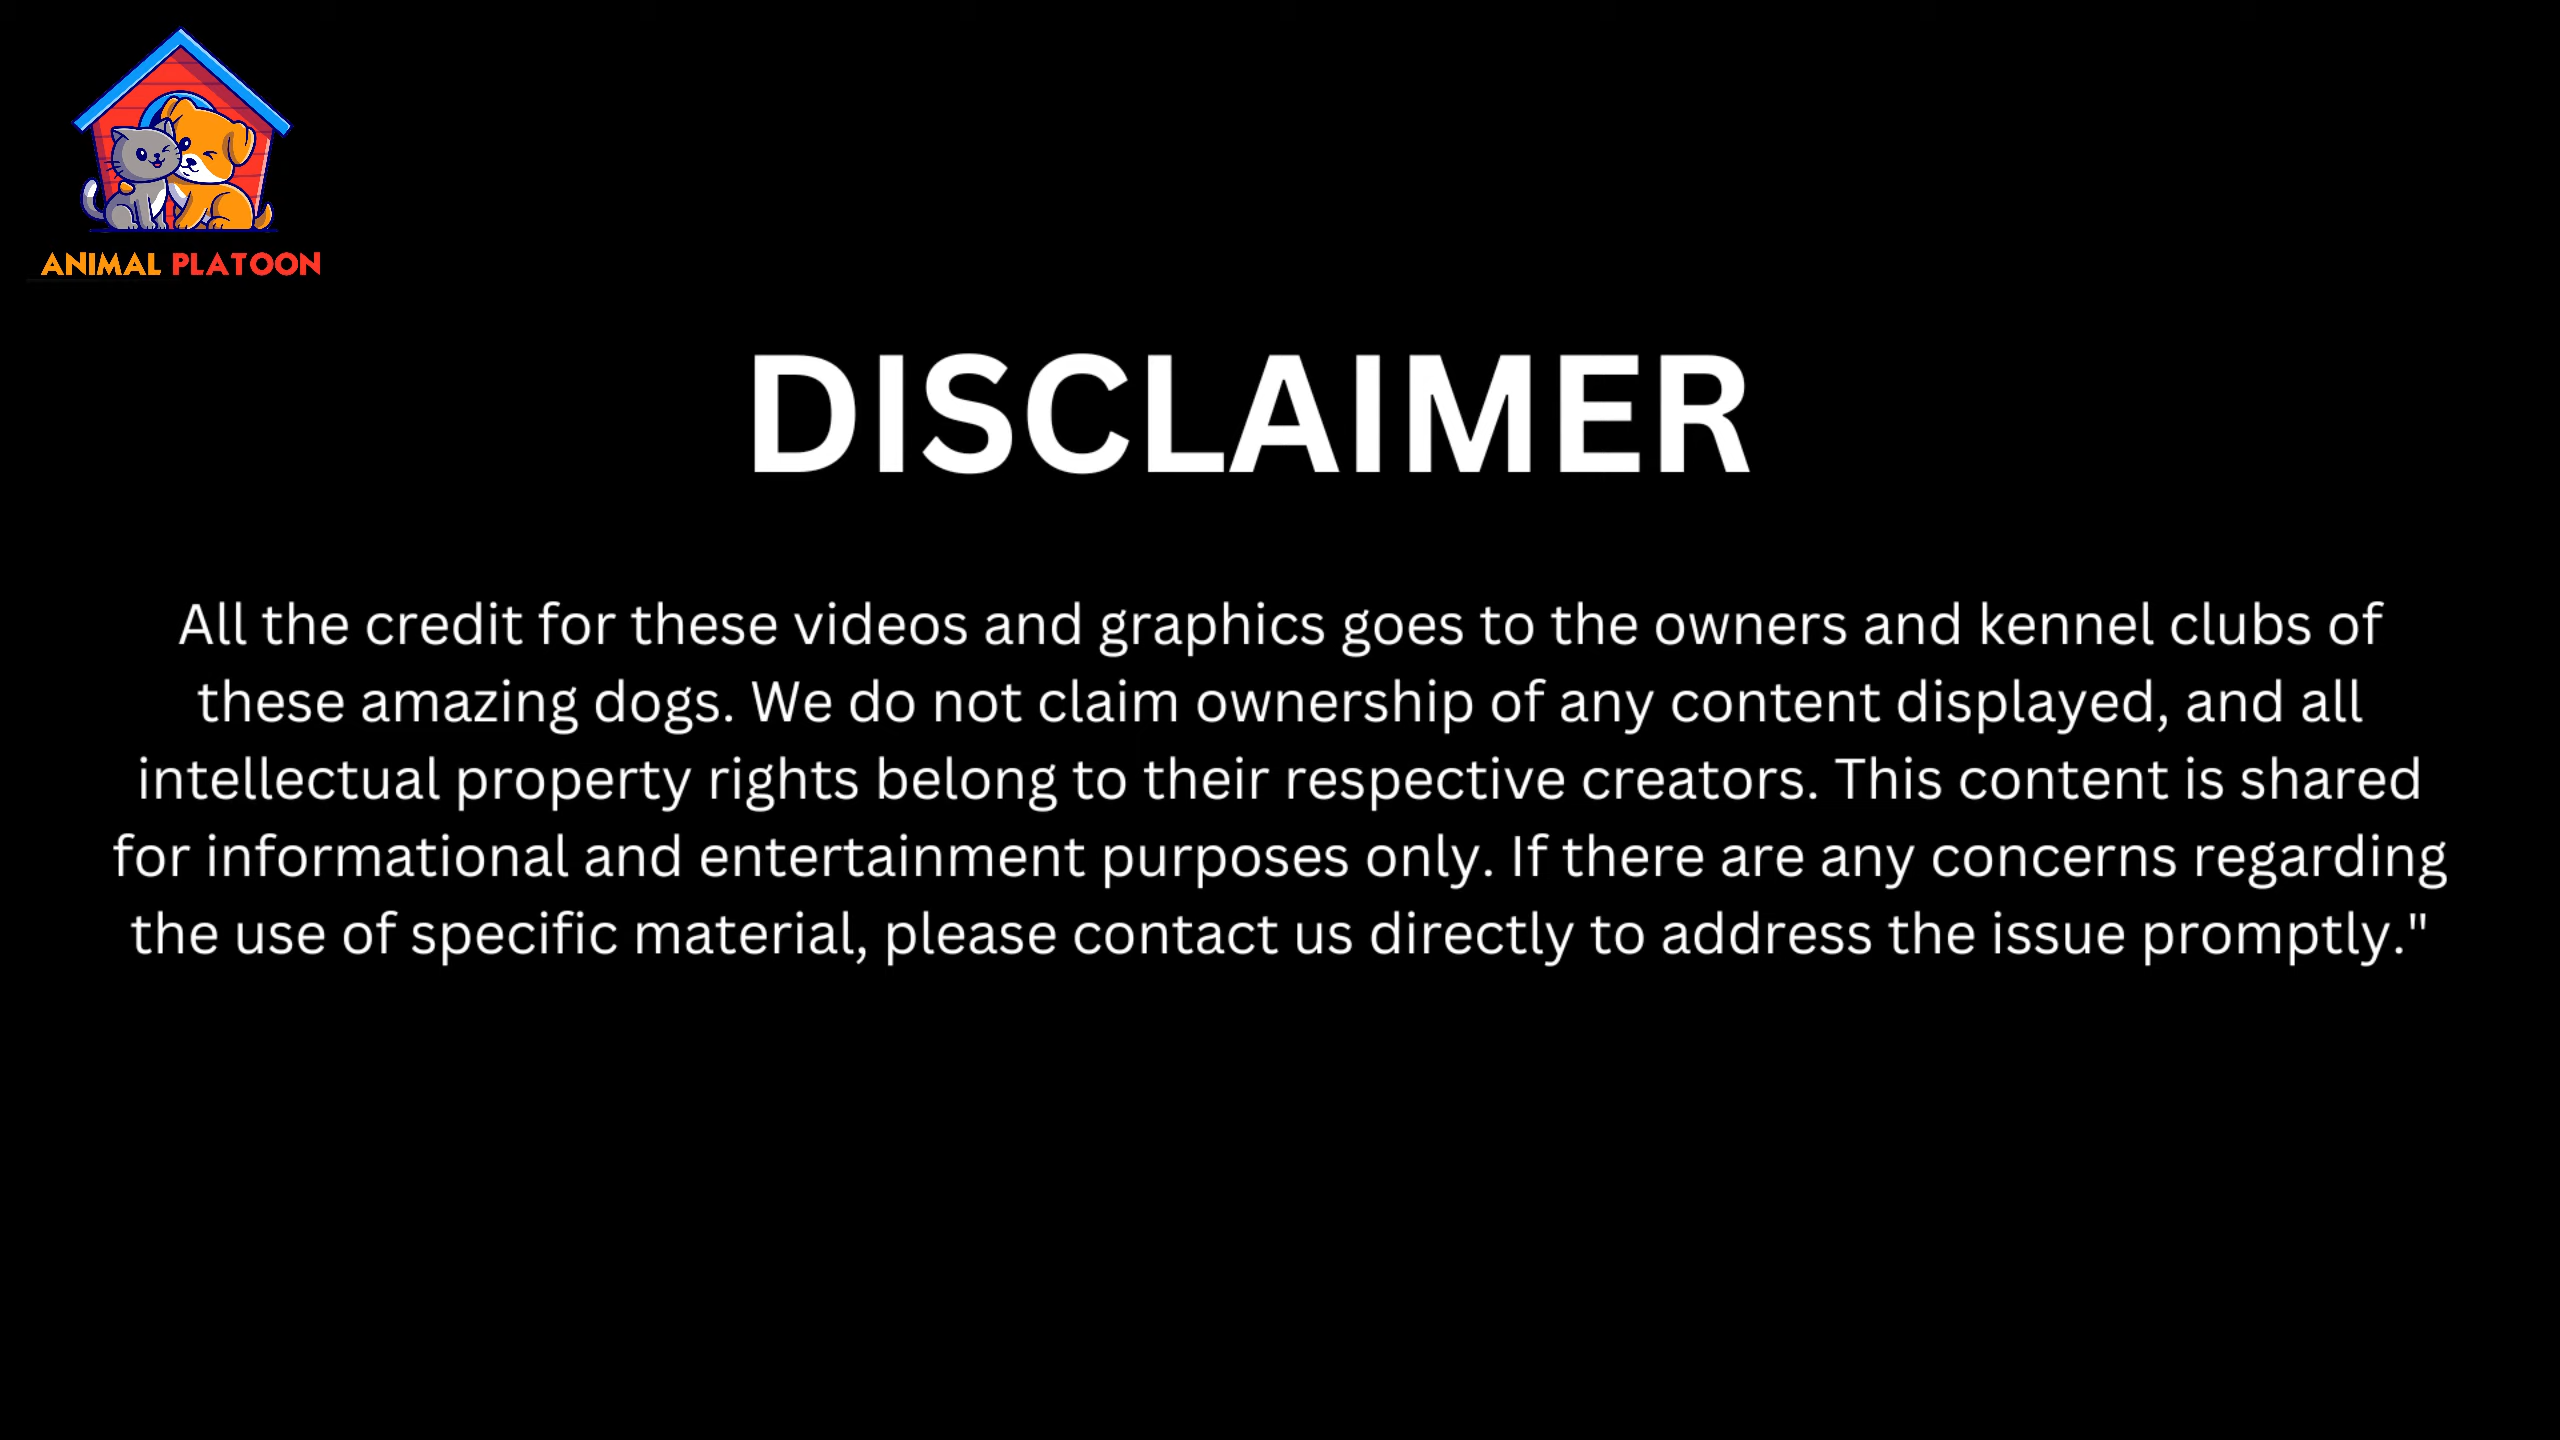 ANIMAL PLATOON
DISCLAIMER
All the credit for these videos and graphics goes to the owners and kennel clubs of
these amazing dogs. We do not claim ownership of any content displayed, and all
intellectual property rights belong to their respective creators. This content is shared
for informational and entertainment purposes only. If there are any concerns regarding
the use of specific material, please contact us directly to address the issue promptly."